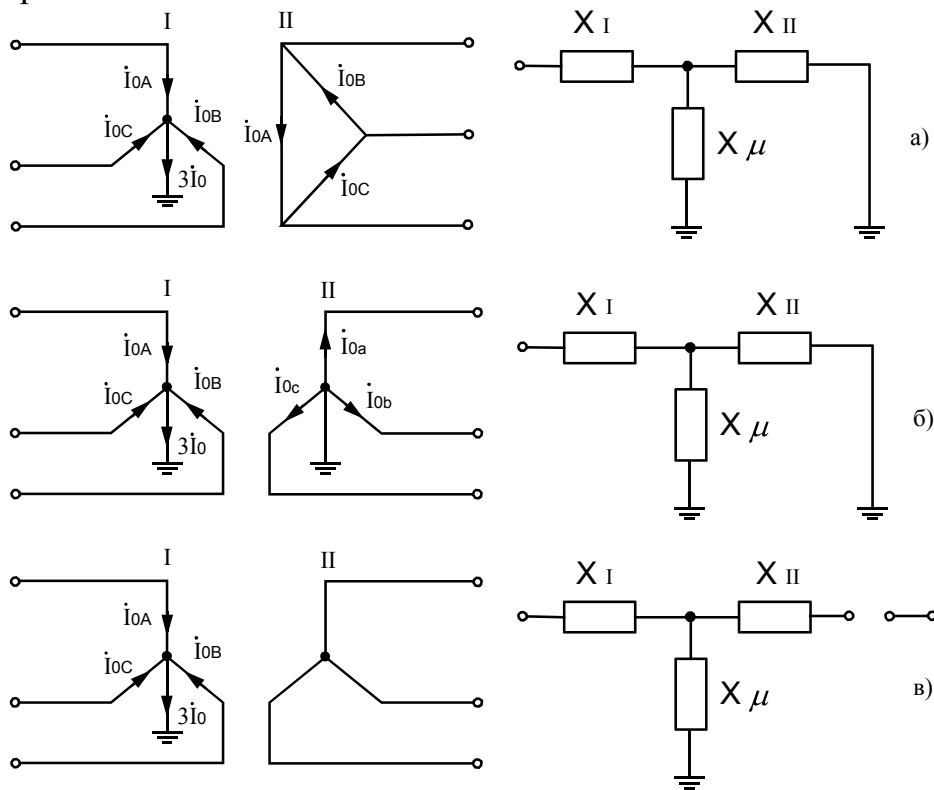 I II X I X II
İ0A İ0B
İ0C İ0B İ0A
3İ0 İ0C X μ а)
I II X I X II
İ0A İ0a
İ0C İ0B İ0c İ0b
3İ0 X μ б)
I II X I X II
İ0A
İ0C İ0B
3İ0 X μ в)